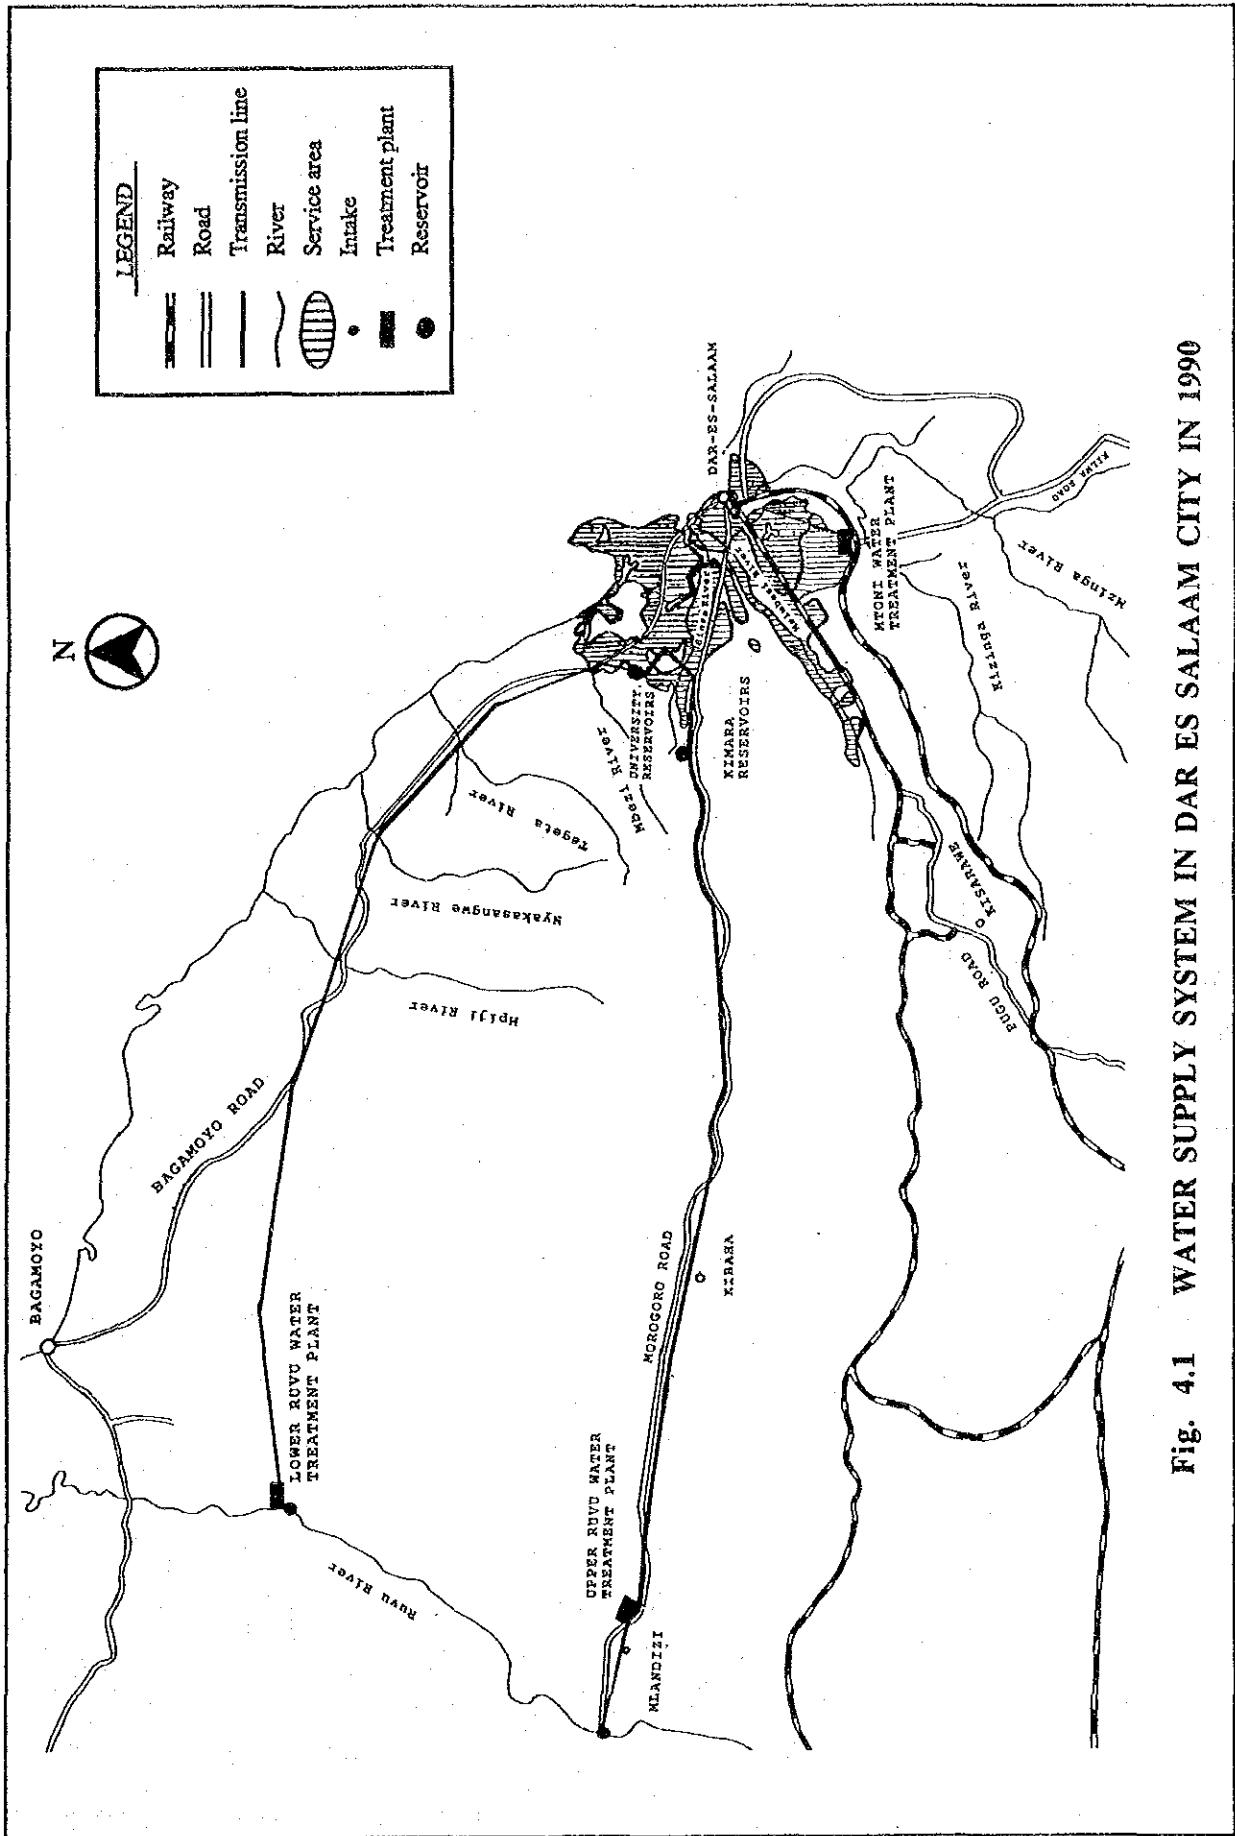 N
LEGEND
Railway
Road
Transmission line
River
Service area
Intake
Treatment plant
Reservoir
BAGAMOYO
BAGAMOYO ROAD
LOWER RUVU WATER
TREATMENT PLANT
Ruvu River
Mpiji River
Nyakasangwe River
Tegeta River
Mbezi River
UNIVERSITY
RESERVOIRS
DAR-ES-SALAAM
River
River
KIMARA
RESERVOIRS
MOROGORO ROAD
KIBAHA
UPPER RUVU WATER
TREATMENT PLANT
MLANDIZI
MTONI WATER
TREATMENT PLANT
Kizinga River
Mzinga River
KILWA ROAD
KISARAWE
PUGU ROAD
Fig. 4.1 WATER SUPPLY SYSTEM IN DAR ES SALAAM CITY IN 1990